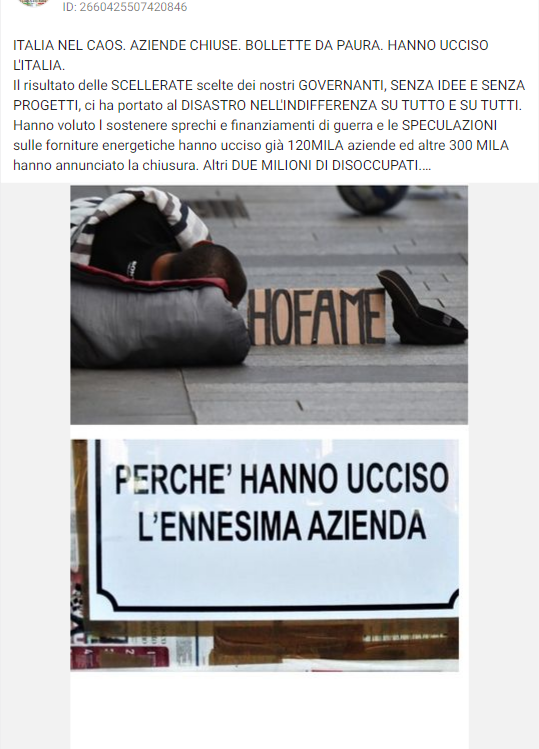 ID: 2660425507420846
ITALIA NEL CAOS. AZIENDE CHIUSE. BOLLETTE DA PAURA. HANNO UCCISO
L'ITALIA.
Il risultato delle SCELLERATE scelte dei nostri GOVERNANTI, SENZA IDEE E SENZA
PROGETTI, ci ha portato al DISASTRO NELL'INDIFFERENZA SU TUTTO E SU TUTTI.
Hanno voluto l sostenere sprechi e finanziamenti di guerra e le SPECULAZIONI
sulle forniture energetiche hanno ucciso già 120MILA aziende ed altre 300 MILA
hanno annunciato la chiusura. Altri DUE MILIONI DI DISOCCUPATI....
HOFAME
PERCHE' HANNO UCCISO
L'ENNESIMA AZIENDA